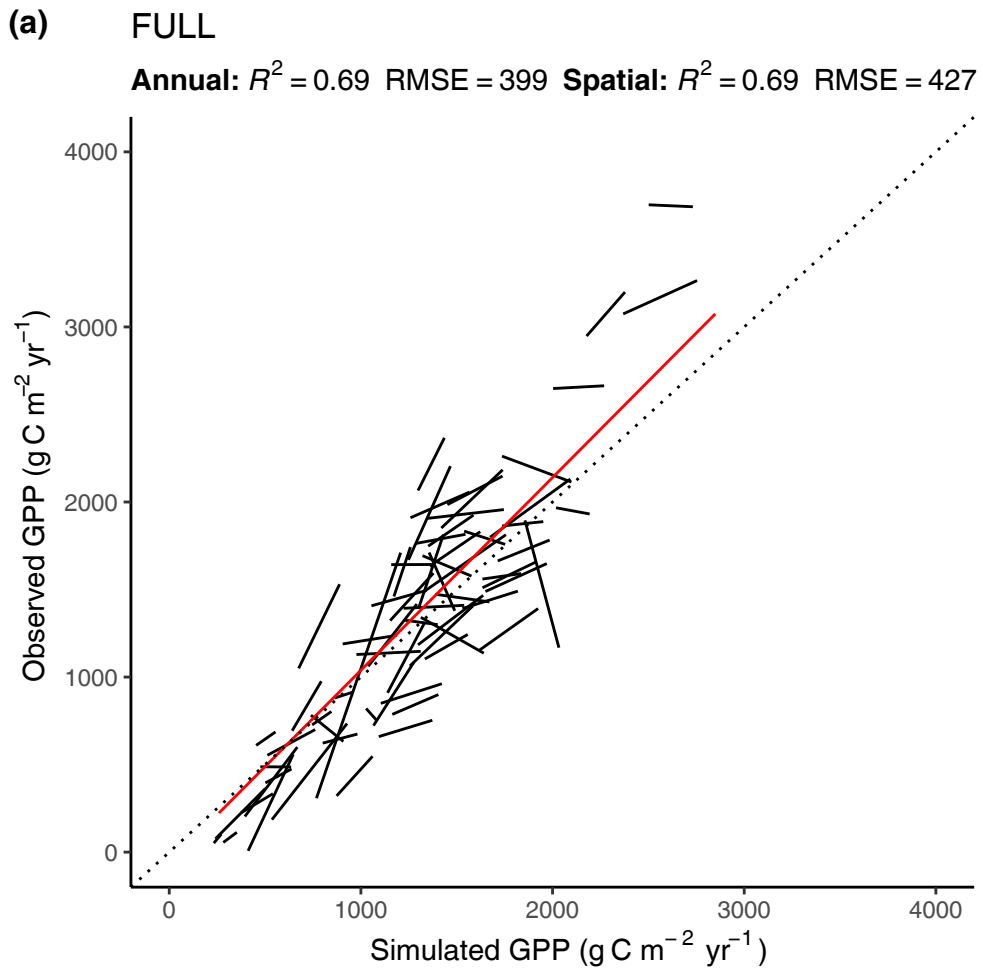 (a) FULL
Annual: R² = 0.69 RMSE = 399 Spatial: R² = 0.69 RMSE = 427
4000
3000
2000
1000
0
Observed GPP (g C m⁻² yr⁻¹)
0 1000 2000 3000 4000
Simulated GPP (g C m⁻² yr⁻¹)